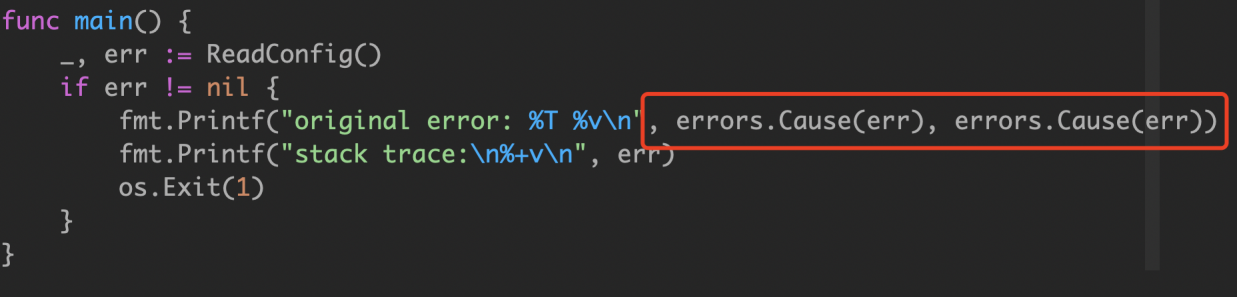 func main() {
    _, err := ReadConfig()
    if err != nil {
        fmt.Printf("original error: %T %v\n", errors.Cause(err), errors.Cause(err))
        fmt.Printf("stack trace:\n%+v\n", err)
        os.Exit(1)
    }
}